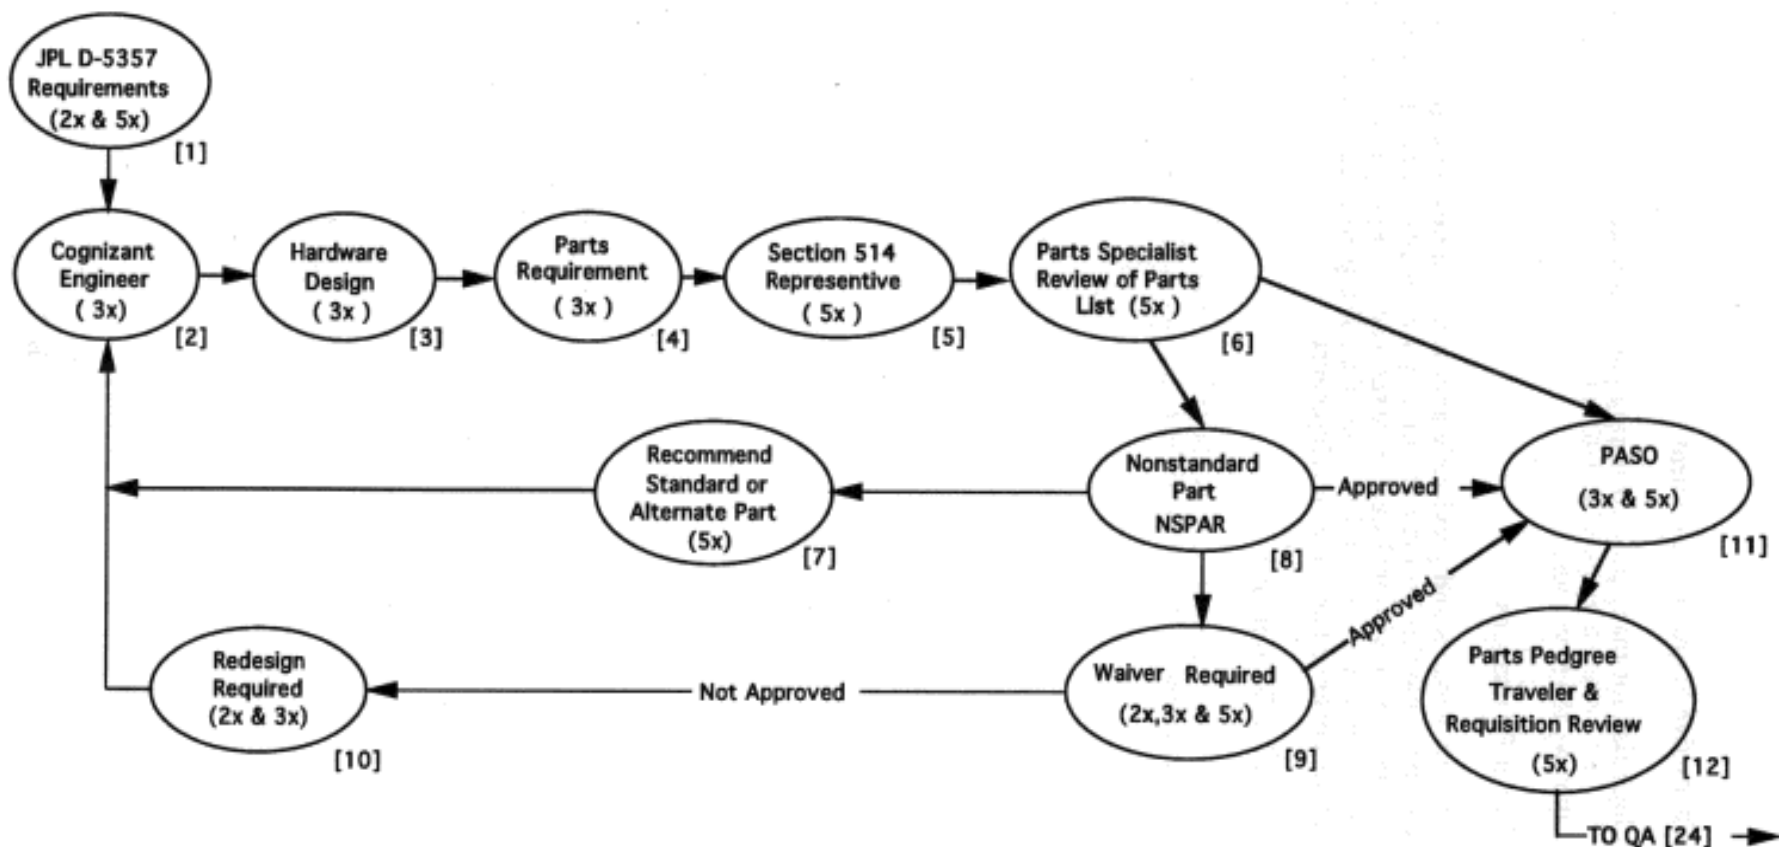 JPL D-5357
Requirements
(2x & 5x)
[1]
Cognizant
Engineer
( 3x)
[2]
Hardware
Design
( 3x )
[3]
Parts
Requirement
( 3x )
[4]
Section 514
Representive
( 5x )
[5]
Parts Specialist
Review of Parts
List (5x )
[6]
Recommend
Standard or
Alternate Part
(5x)
[7]
Nonstandard
Part
NSPAR
[8]
Approved
PASO
(3x & 5x)
[11]
Approved
Redesign
Required
(2x & 3x)
[10]
Not Approved
Waiver Required
(2x,3x & 5x)
[9]
Parts Pedgree
Traveler &
Requisition Review
(5x)
[12]
TO QA [24]